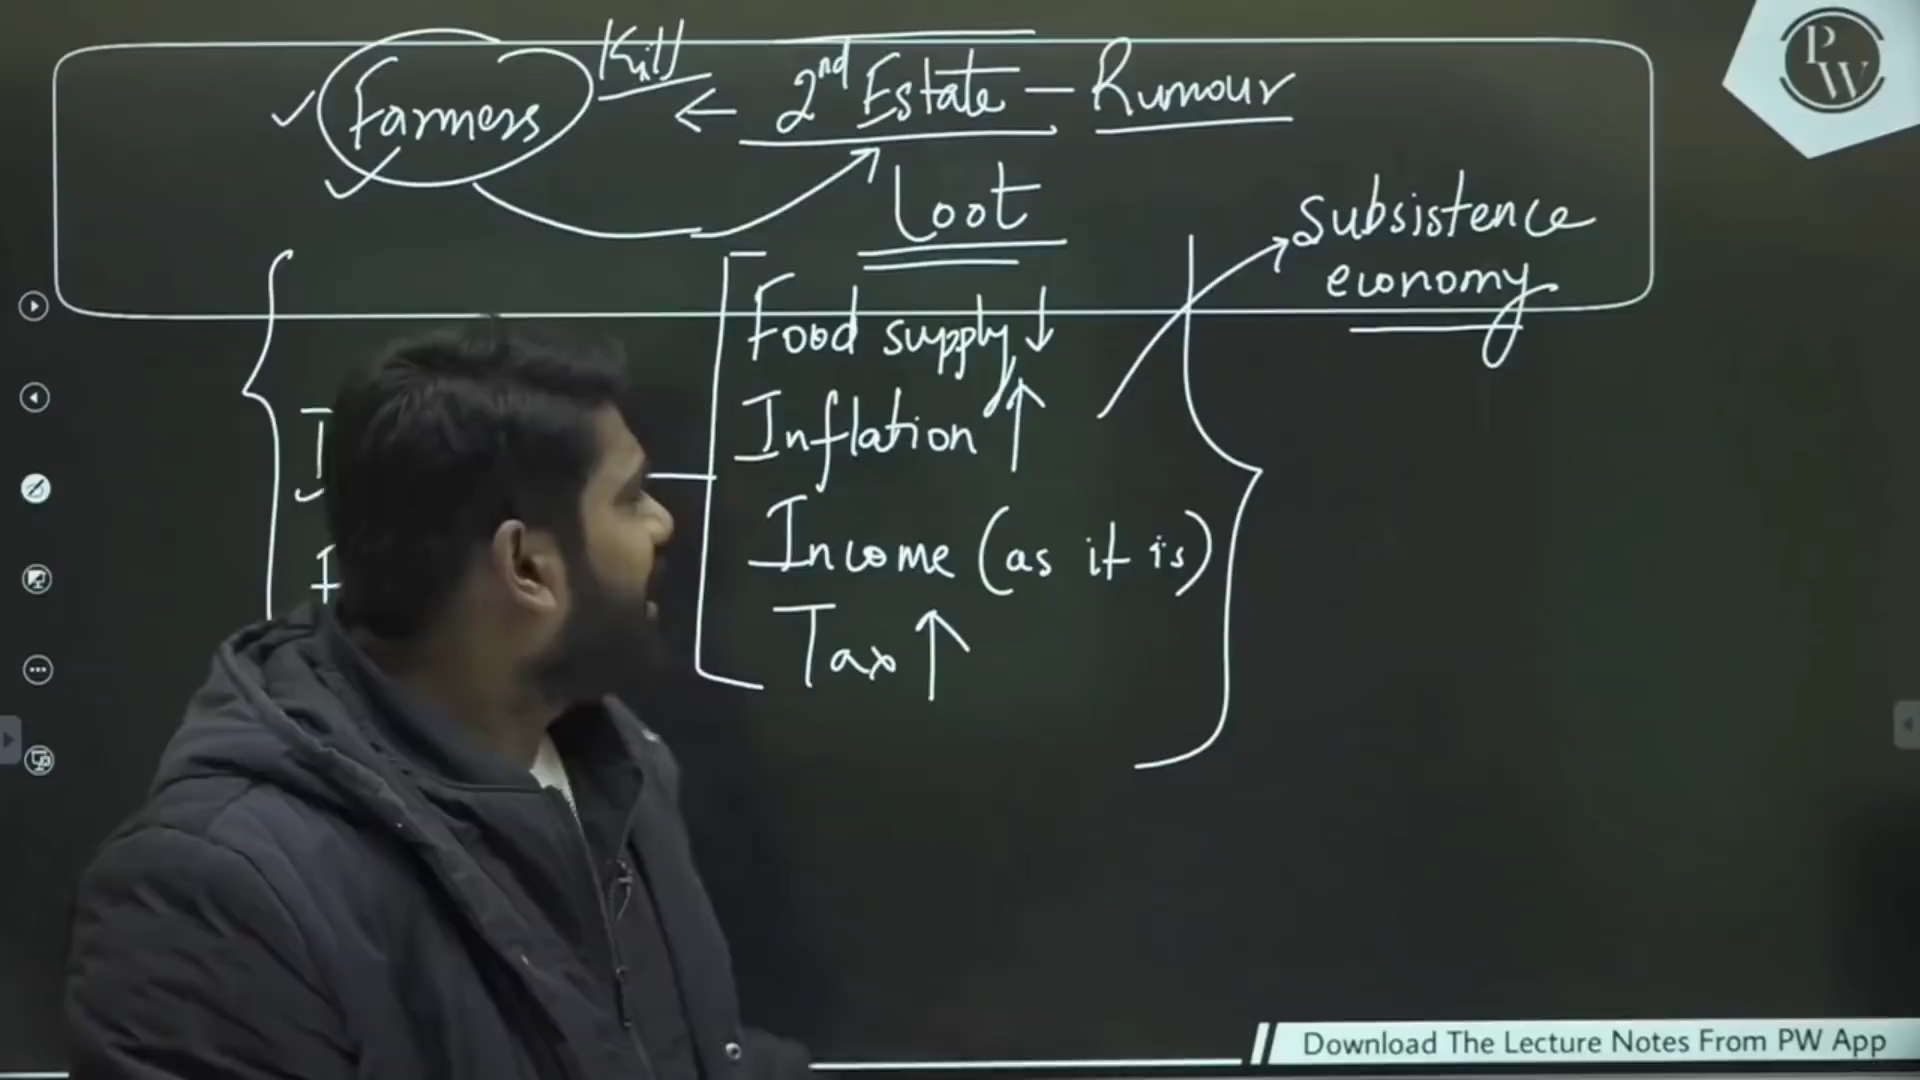 Farmers Kill ← 2nd Estate – Rumour
Loot
Subsistence
economy
Food supply ↓
Inflation ↑
Income (as it is)
Tax ↑
PW
Download The Lecture Notes From PW App